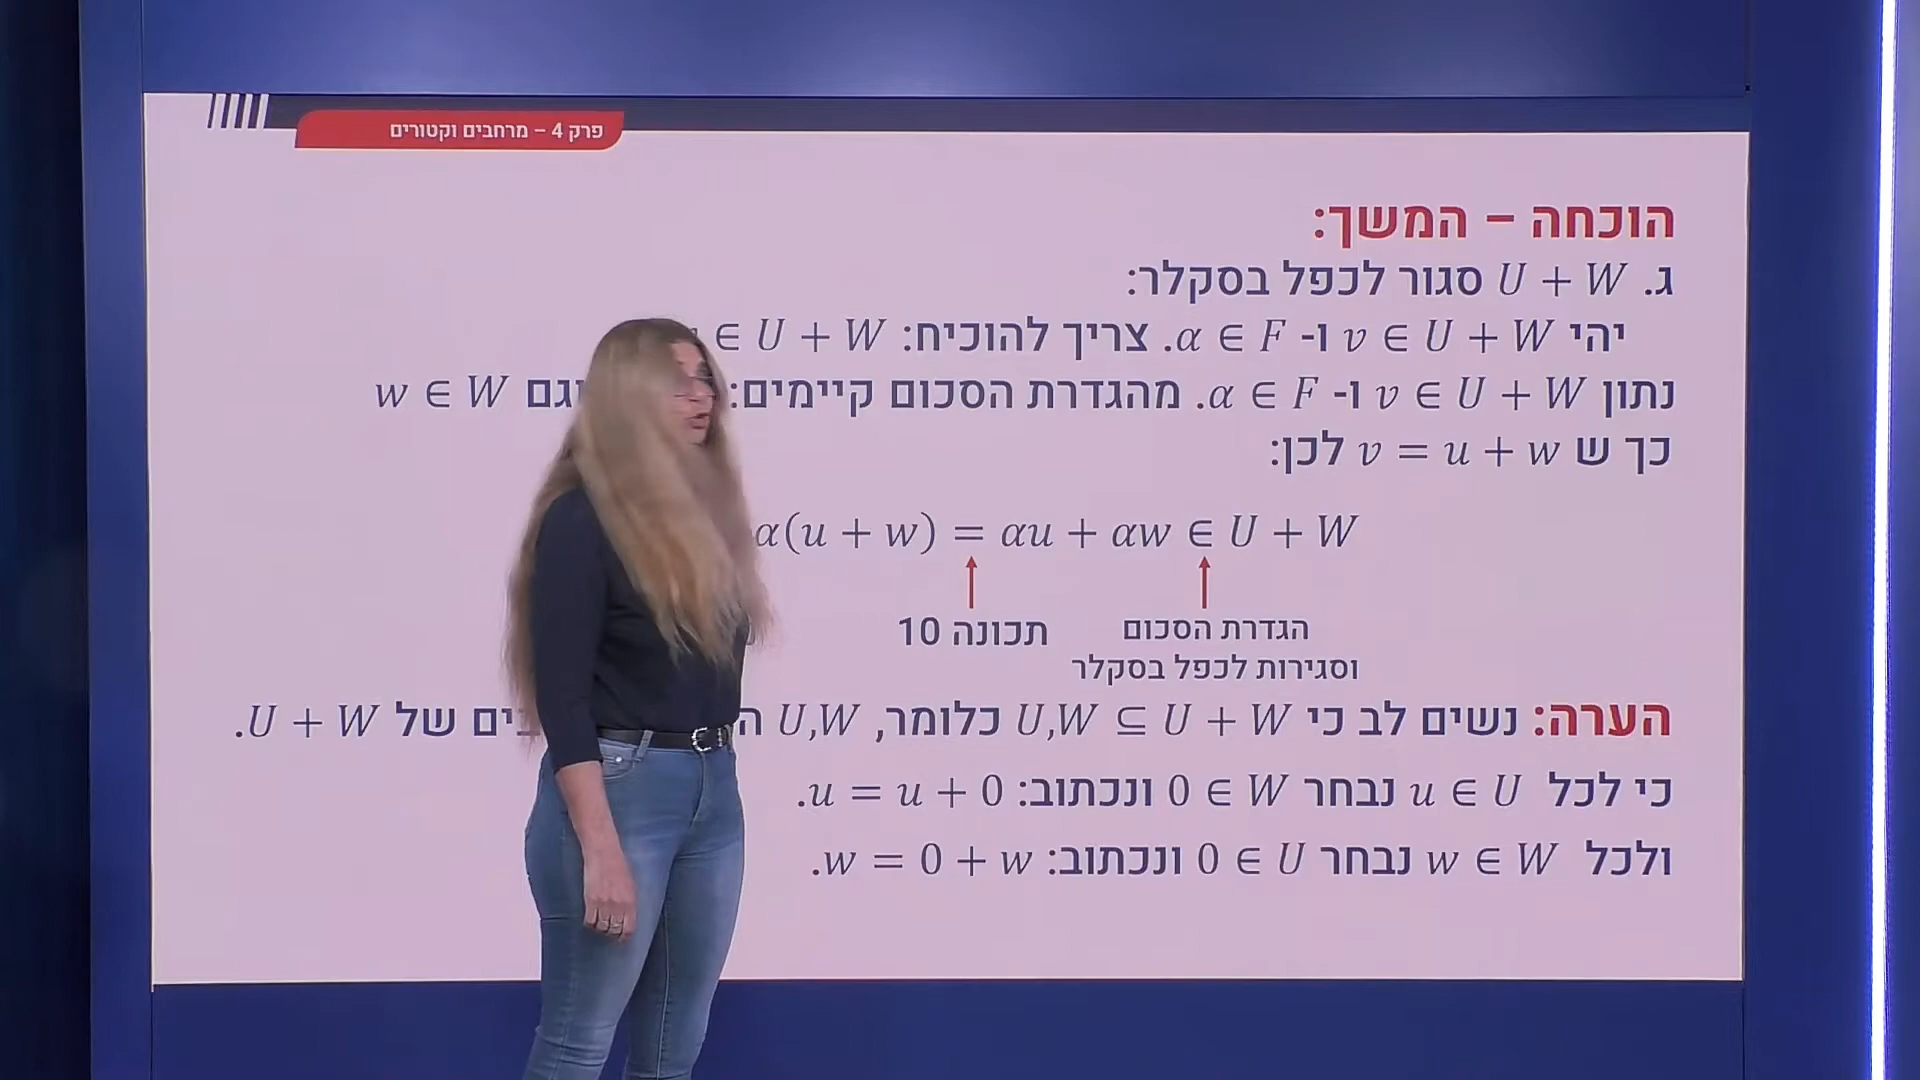 פרק 4 – מרחבים וקטורים
הוכחה – המשך:
ג. U + W סגור לכפל בסקלר:
יהי v ∈ U + W ו- α ∈ F. צריך להוכיח: ∈ U + W
נתון v ∈ U + W ו- α ∈ F. מהגדרת הסכום קיימים: וגם w ∈ W
כך ש v = u + w לכן:
α(u + w) = αu + αw ∈ U + W
תכונה 10
הגדרת הסכום
וסגירות לכפל בסקלר
הערה: נשים לב כי U,W ⊆ U + W כלומר, U,W של U + W.
כי לכל u ∈ U נבחר 0 ∈ W ונכתוב: u = u + 0.
ולכל w ∈ W נבחר 0 ∈ U ונכתוב: w = 0 + w.